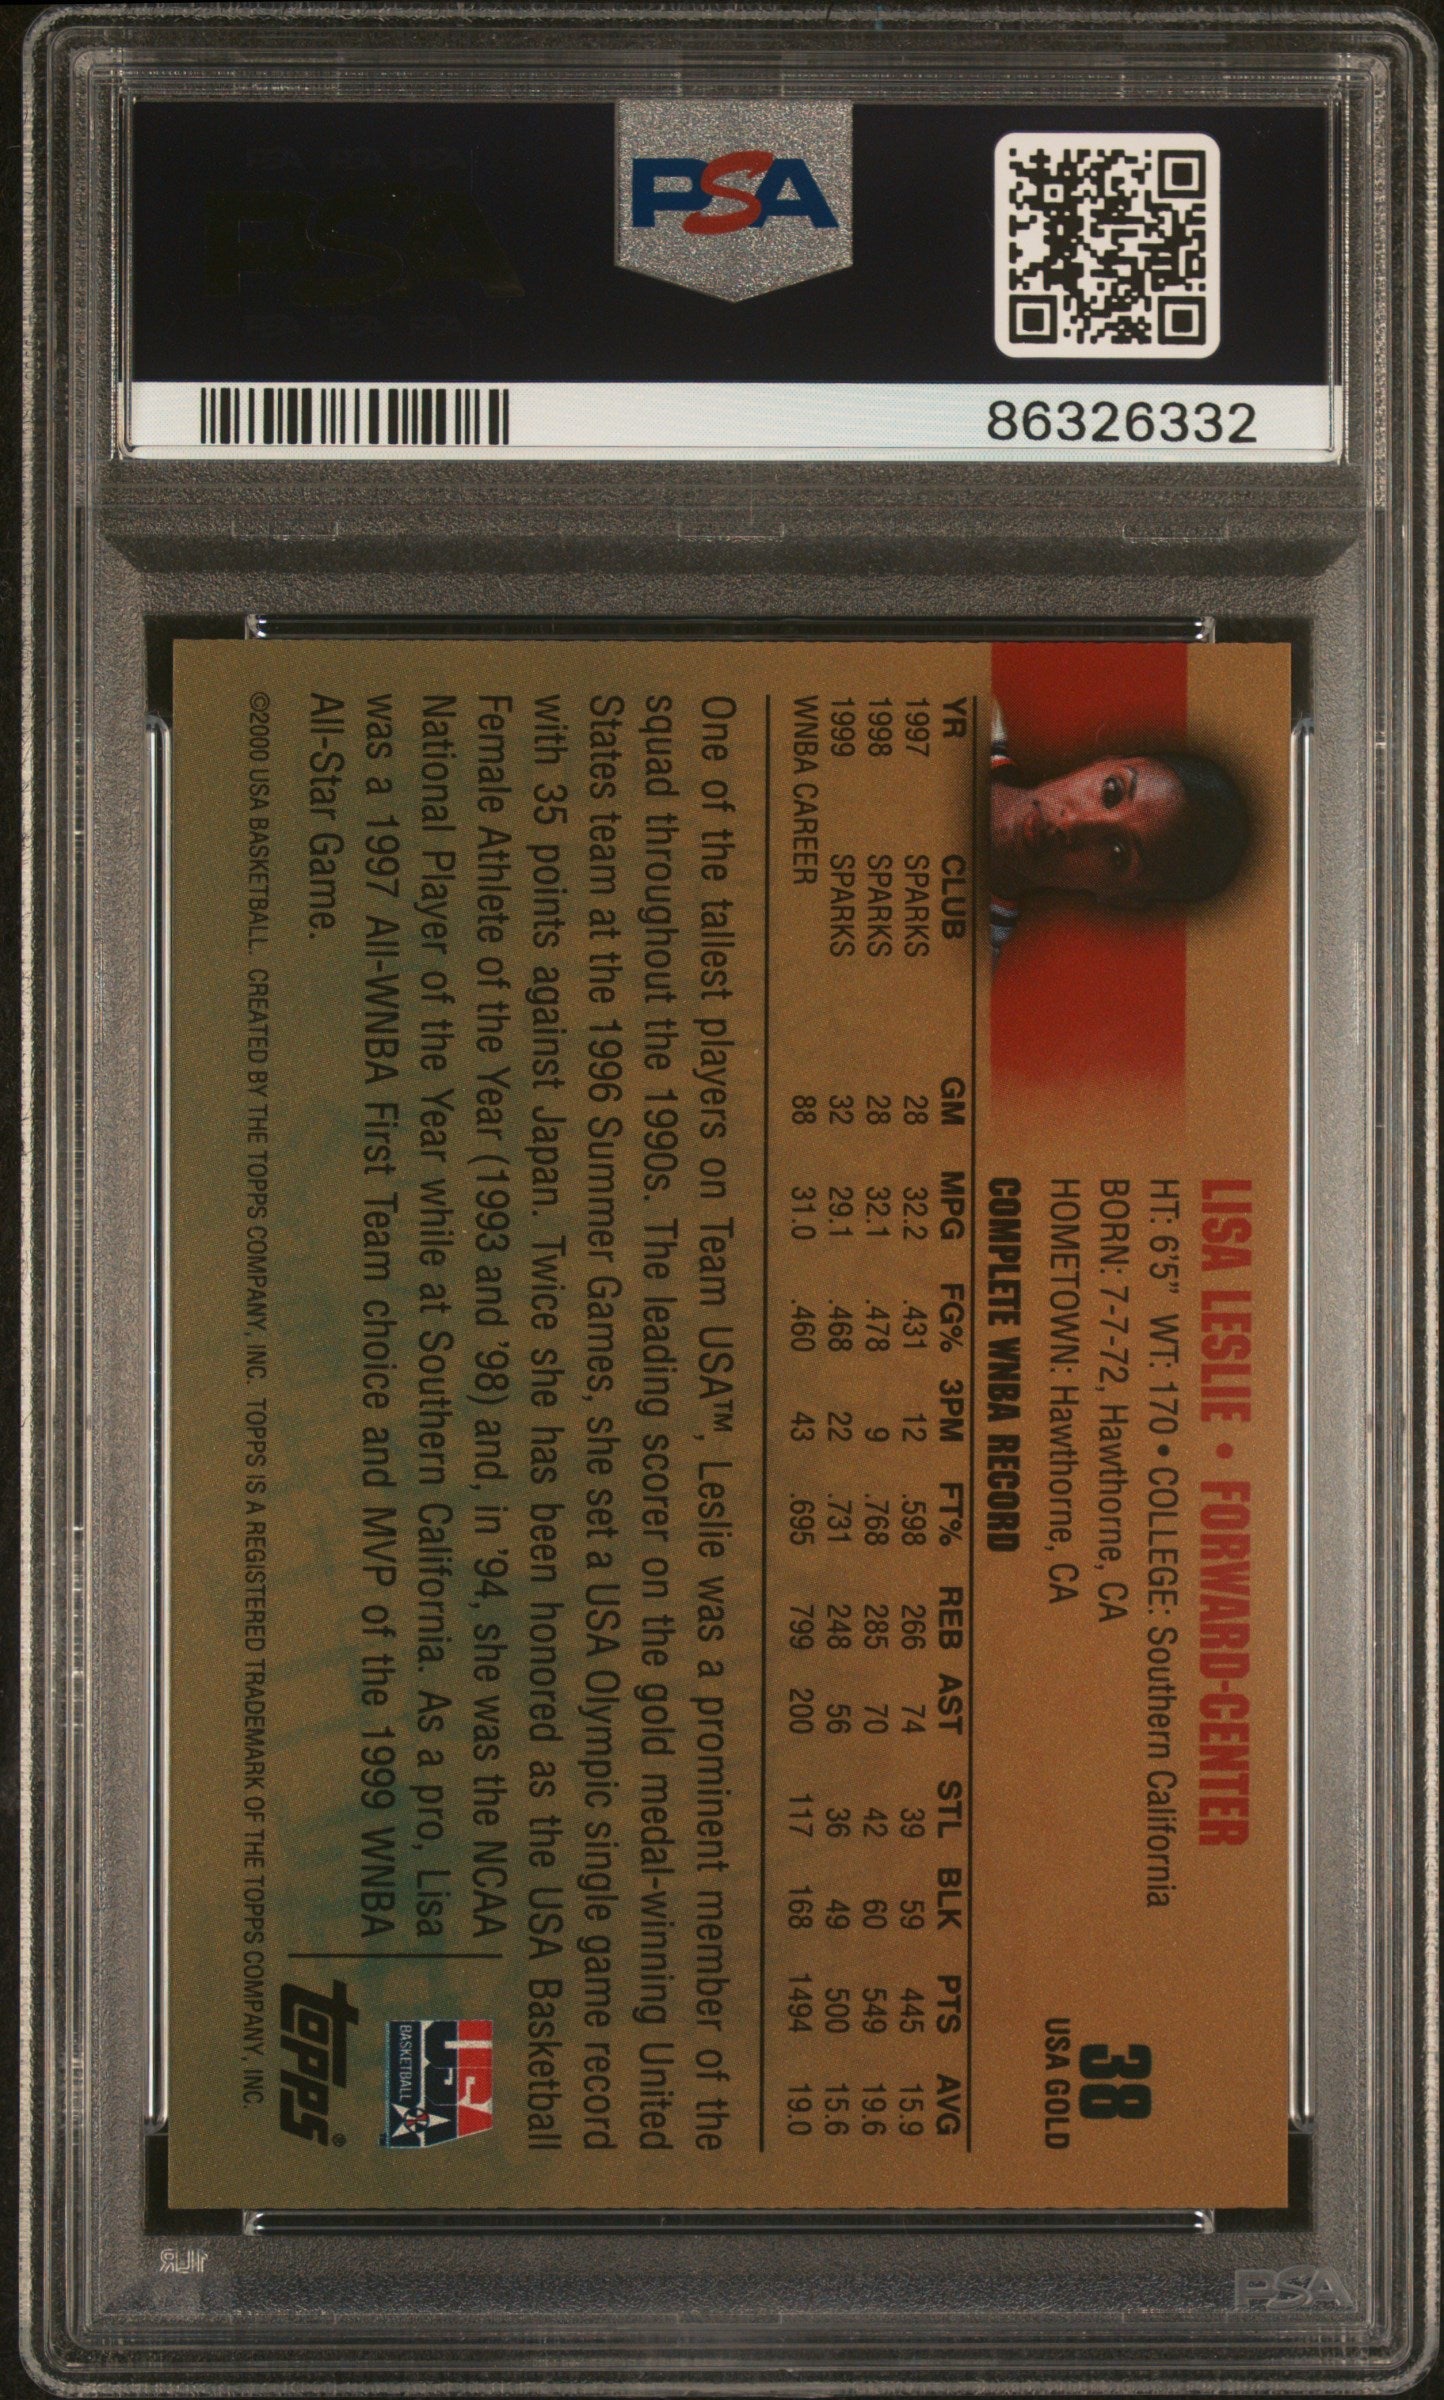 PSA
PSA PSA PSA
PSA
PSA PSA PSA
86326332
LISA LESLIE • FORWARD-CENTER
HT: 6'5" WT: 170 • COLLEGE: Southern California
BORN: 7-7-72, Hawthorne, CA
HOMETOWN: Hawthorne, CA
38
USA GOLD
COMPLETE WNBA RECORD
YR CLUB GM MPG FG% 3PM FT% REB AST STL BLK PTS AVG
1997 SPARKS 28 32.2 .431 12 .598 266 74 39 59 445 15.9
1998 SPARKS 28 32.1 .478 9 .768 285 70 42 60 549 19.6
1999 SPARKS 32 29.1 .468 22 .731 248 56 36 49 500 15.6
WNBA CAREER 88 31.0 .460 43 .695 799 200 117 168 1494 19.0
One of the tallest players on Team USA™, Leslie was a prominent member of the
squad throughout the 1990s. The leading scorer on the gold medal-winning United
States team at the 1996 Summer Games, she set a USA Olympic single game record
with 35 points against Japan. Twice she has been honored as the USA Basketball
Female Athlete of the Year (1993 and '98) and, in '94, she was the NCAA
National Player of the Year while at Southern California. As a pro, Lisa
was a 1997 All-WNBA First Team choice and MVP of the 1999 WNBA
All-Star Game.
USA
BASKETBALL
™
Topps®
©2000 USA BASKETBALL. CREATED BY THE TOPPS COMPANY, INC. TOPPS IS A REGISTERED TRADEMARK OF THE TOPPS COMPANY, INC.
PSA